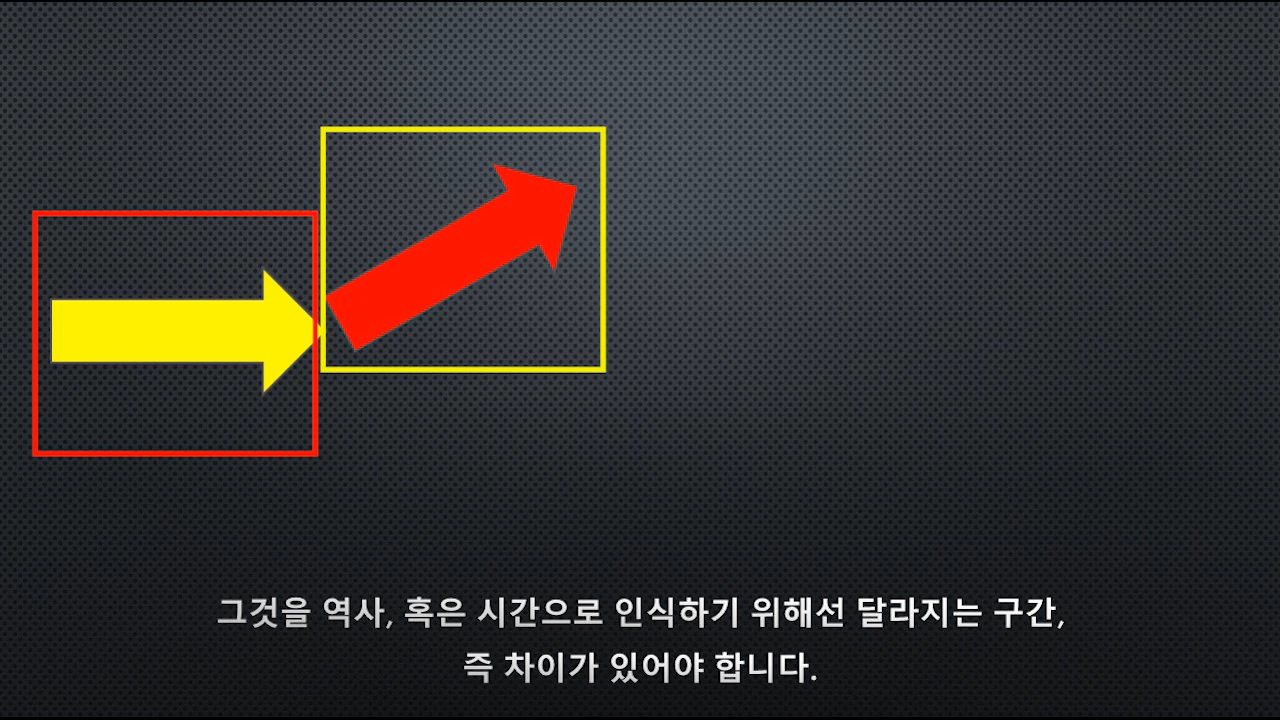 그것을 역사, 혹은 시간으로 인식하기 위해선 달라지는 구간,
즉 차이가 있어야 합니다.